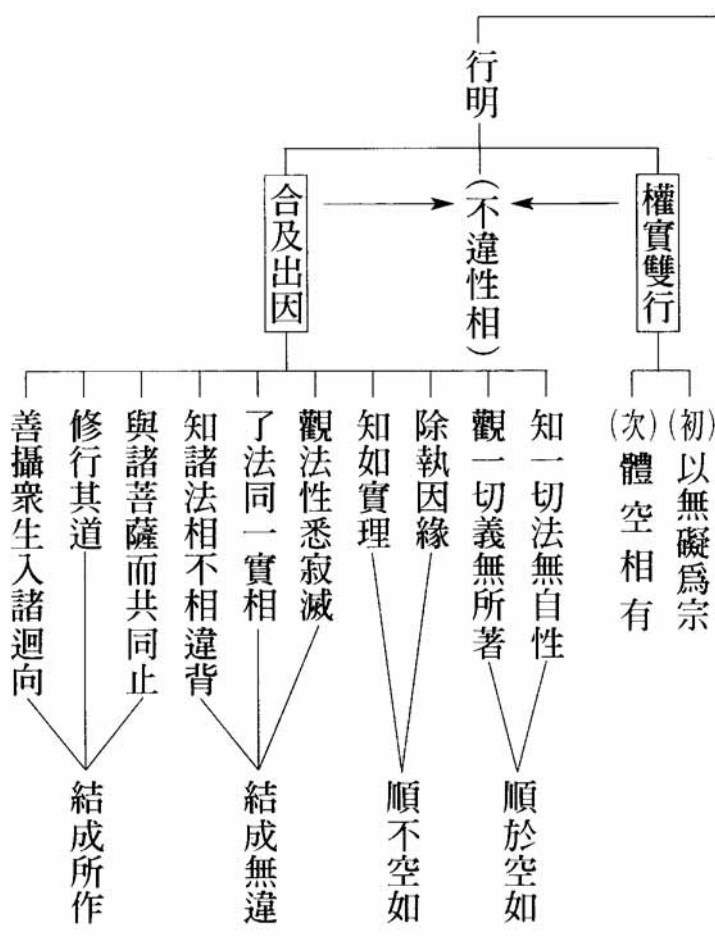 行明
權實雙行
(不違性相)
合及出因
(初)以無礙爲宗
(次)體空相有
知一切法無自性
觀一切義無所著
除執因緣
知如實理
觀法性悉寂滅
了法同一實相
知諸法相不相違背
與諸菩薩而共同止
修行其道
善攝衆生入諸迴向
順於空如
順不空如
結成無違
結成所作